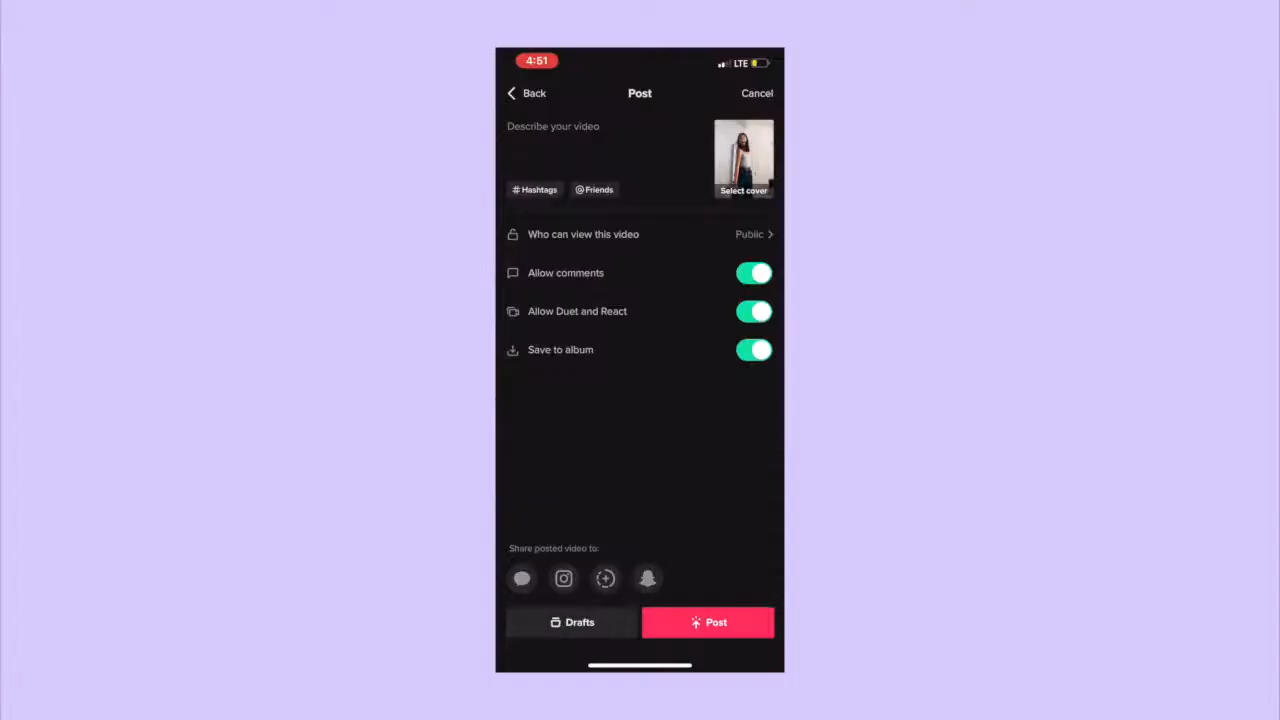 4:51
LTE
Back
Post
Cancel
Describe your video
# Hashtags
@ Friends
Select cover
Who can view this video
Public
Allow comments
Allow Duet and React
Save to album
Share posted video to:
Drafts
Post